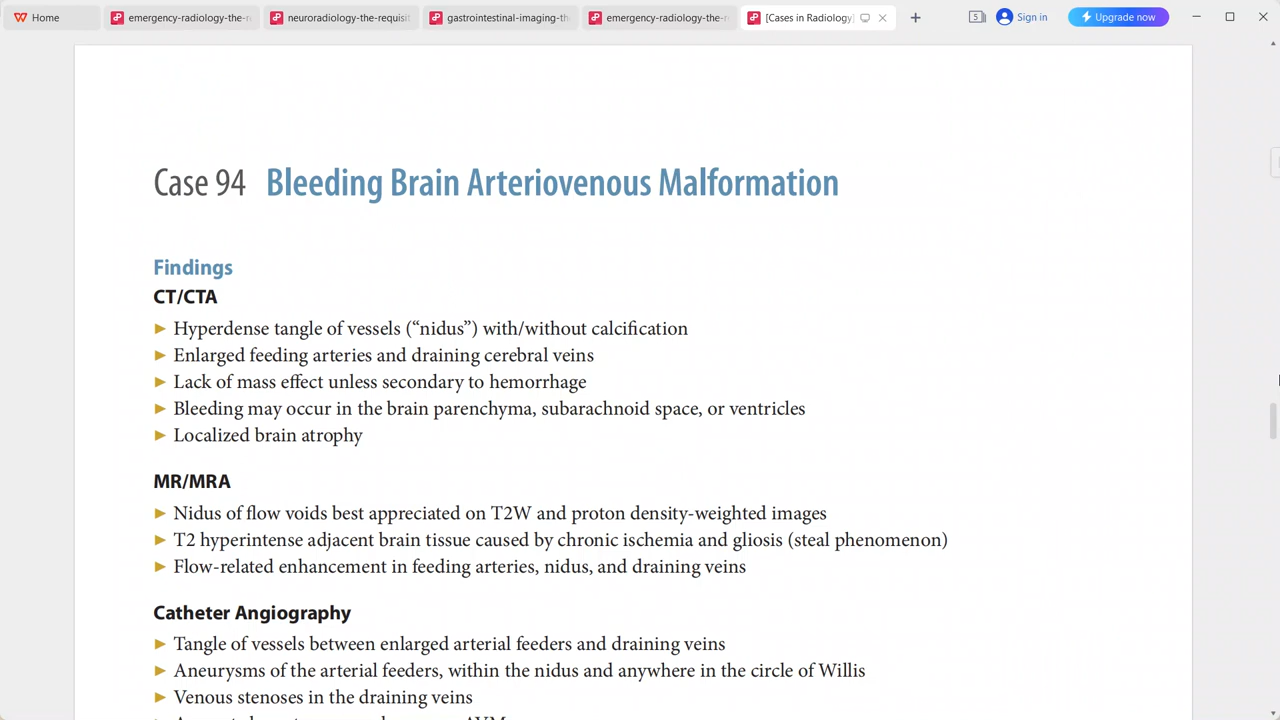 Home
emergency-radiology-the-r
neuroradiology-the-requisit
gastrointestinal-imaging-th
emergency-radiology-the-r
[Cases in Radiology]
5
Sign in
Upgrade now
Case 94 Bleeding Brain Arteriovenous Malformation
Findings
CT/CTA
► Hyperdense tangle of vessels (“nidus”) with/without calcification
► Enlarged feeding arteries and draining cerebral veins
► Lack of mass effect unless secondary to hemorrhage
► Bleeding may occur in the brain parenchyma, subarachnoid space, or ventricles
► Localized brain atrophy
MR/MRA
► Nidus of flow voids best appreciated on T2W and proton density-weighted images
► T2 hyperintense adjacent brain tissue caused by chronic ischemia and gliosis (steal phenomenon)
► Flow-related enhancement in feeding arteries, nidus, and draining veins
Catheter Angiography
► Tangle of vessels between enlarged arterial feeders and draining veins
► Aneurysms of the arterial feeders, within the nidus and anywhere in the circle of Willis
► Venous stenoses in the draining veins